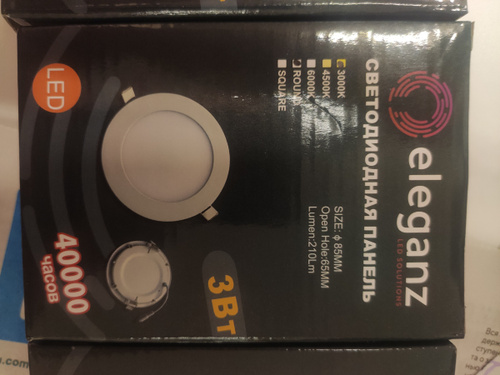 eleganz
LED SOLUTIONS
СВЕТОДИОДНАЯ ПАНЕЛЬ
3000K
4500K
6000K
ROUND
SQUARE
SIZE: ϕ 85MM
Open Hole:65MM
Lumen:210Lm
LED
3Вт
40000
часов